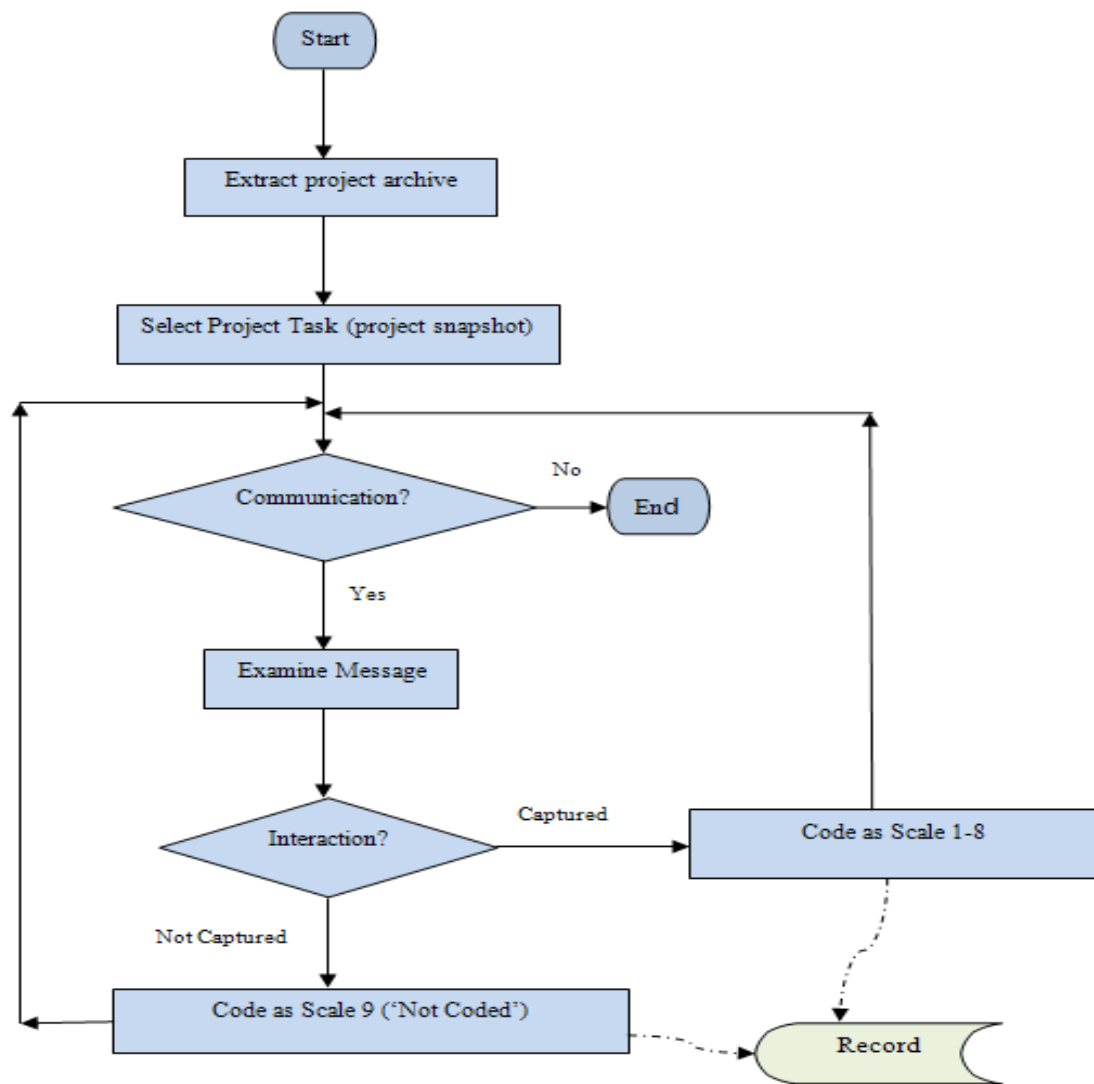 Start
Extract project archive
Select Project Task (project snapshot)
No
Communication?
End
Yes
Examine Message
Captured
Interaction?
Code as Scale 1-8
Not Captured
Code as Scale 9 (‘Not Coded’)
Record